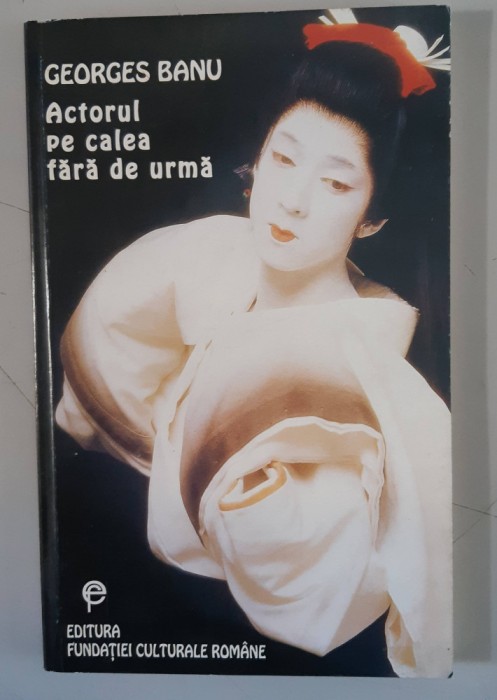 GEORGES BANU
Actorul
pe calea
fără de urmă
EDITURA
FUNDAȚIEI CULTURALE ROMÂNE